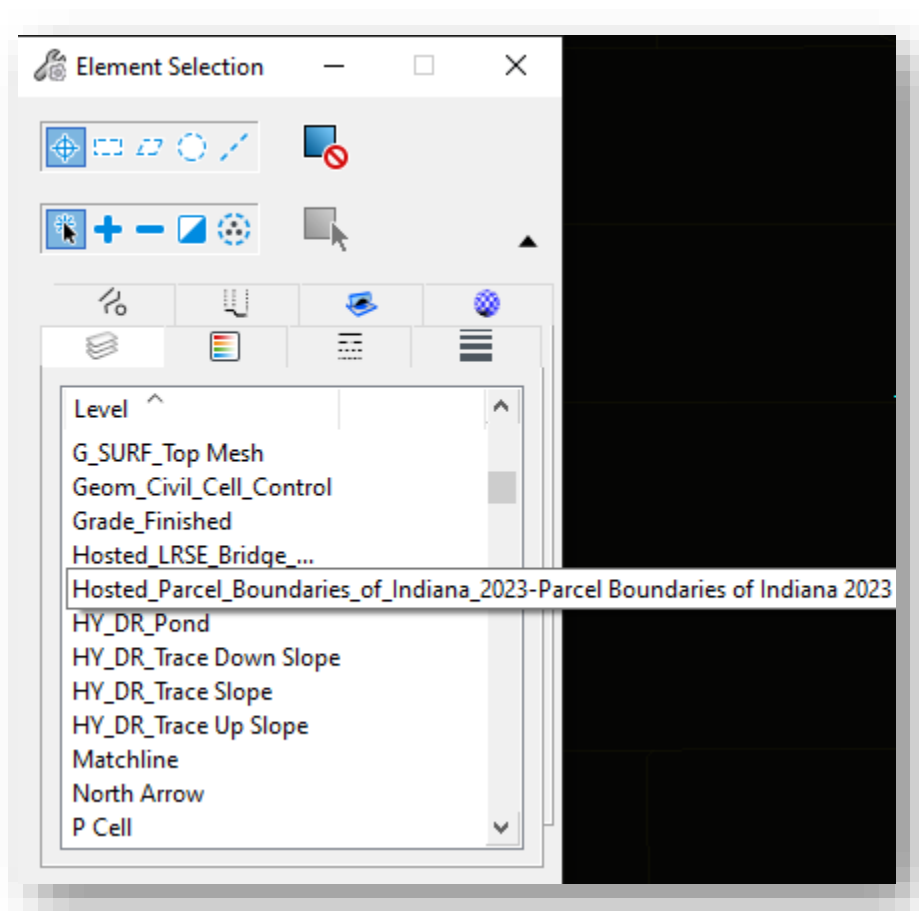 Element Selection
Level
G_SURF_Top Mesh
Geom_Civil_Cell_Control
Grade_Finished
Hosted_LRSE_Bridge_...
Hosted_Parcel_Boundaries_of_Indiana_2023-Parcel Boundaries of Indiana 2023
HY_DR_Pond
HY_DR_Trace Down Slope
HY_DR_Trace Slope
HY_DR_Trace Up Slope
Matchline
North Arrow
P Cell